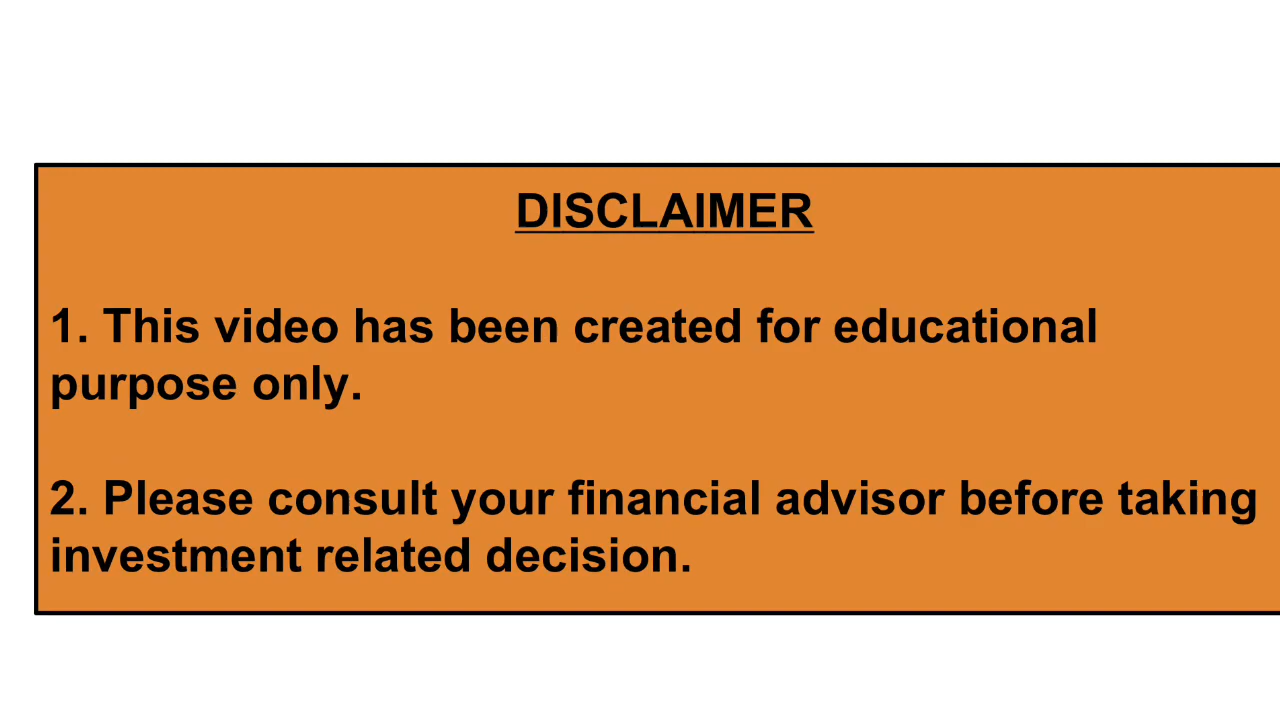 DISCLAIMER
1. This video has been created for educational
purpose only.
2. Please consult your financial advisor before taking
investment related decision.